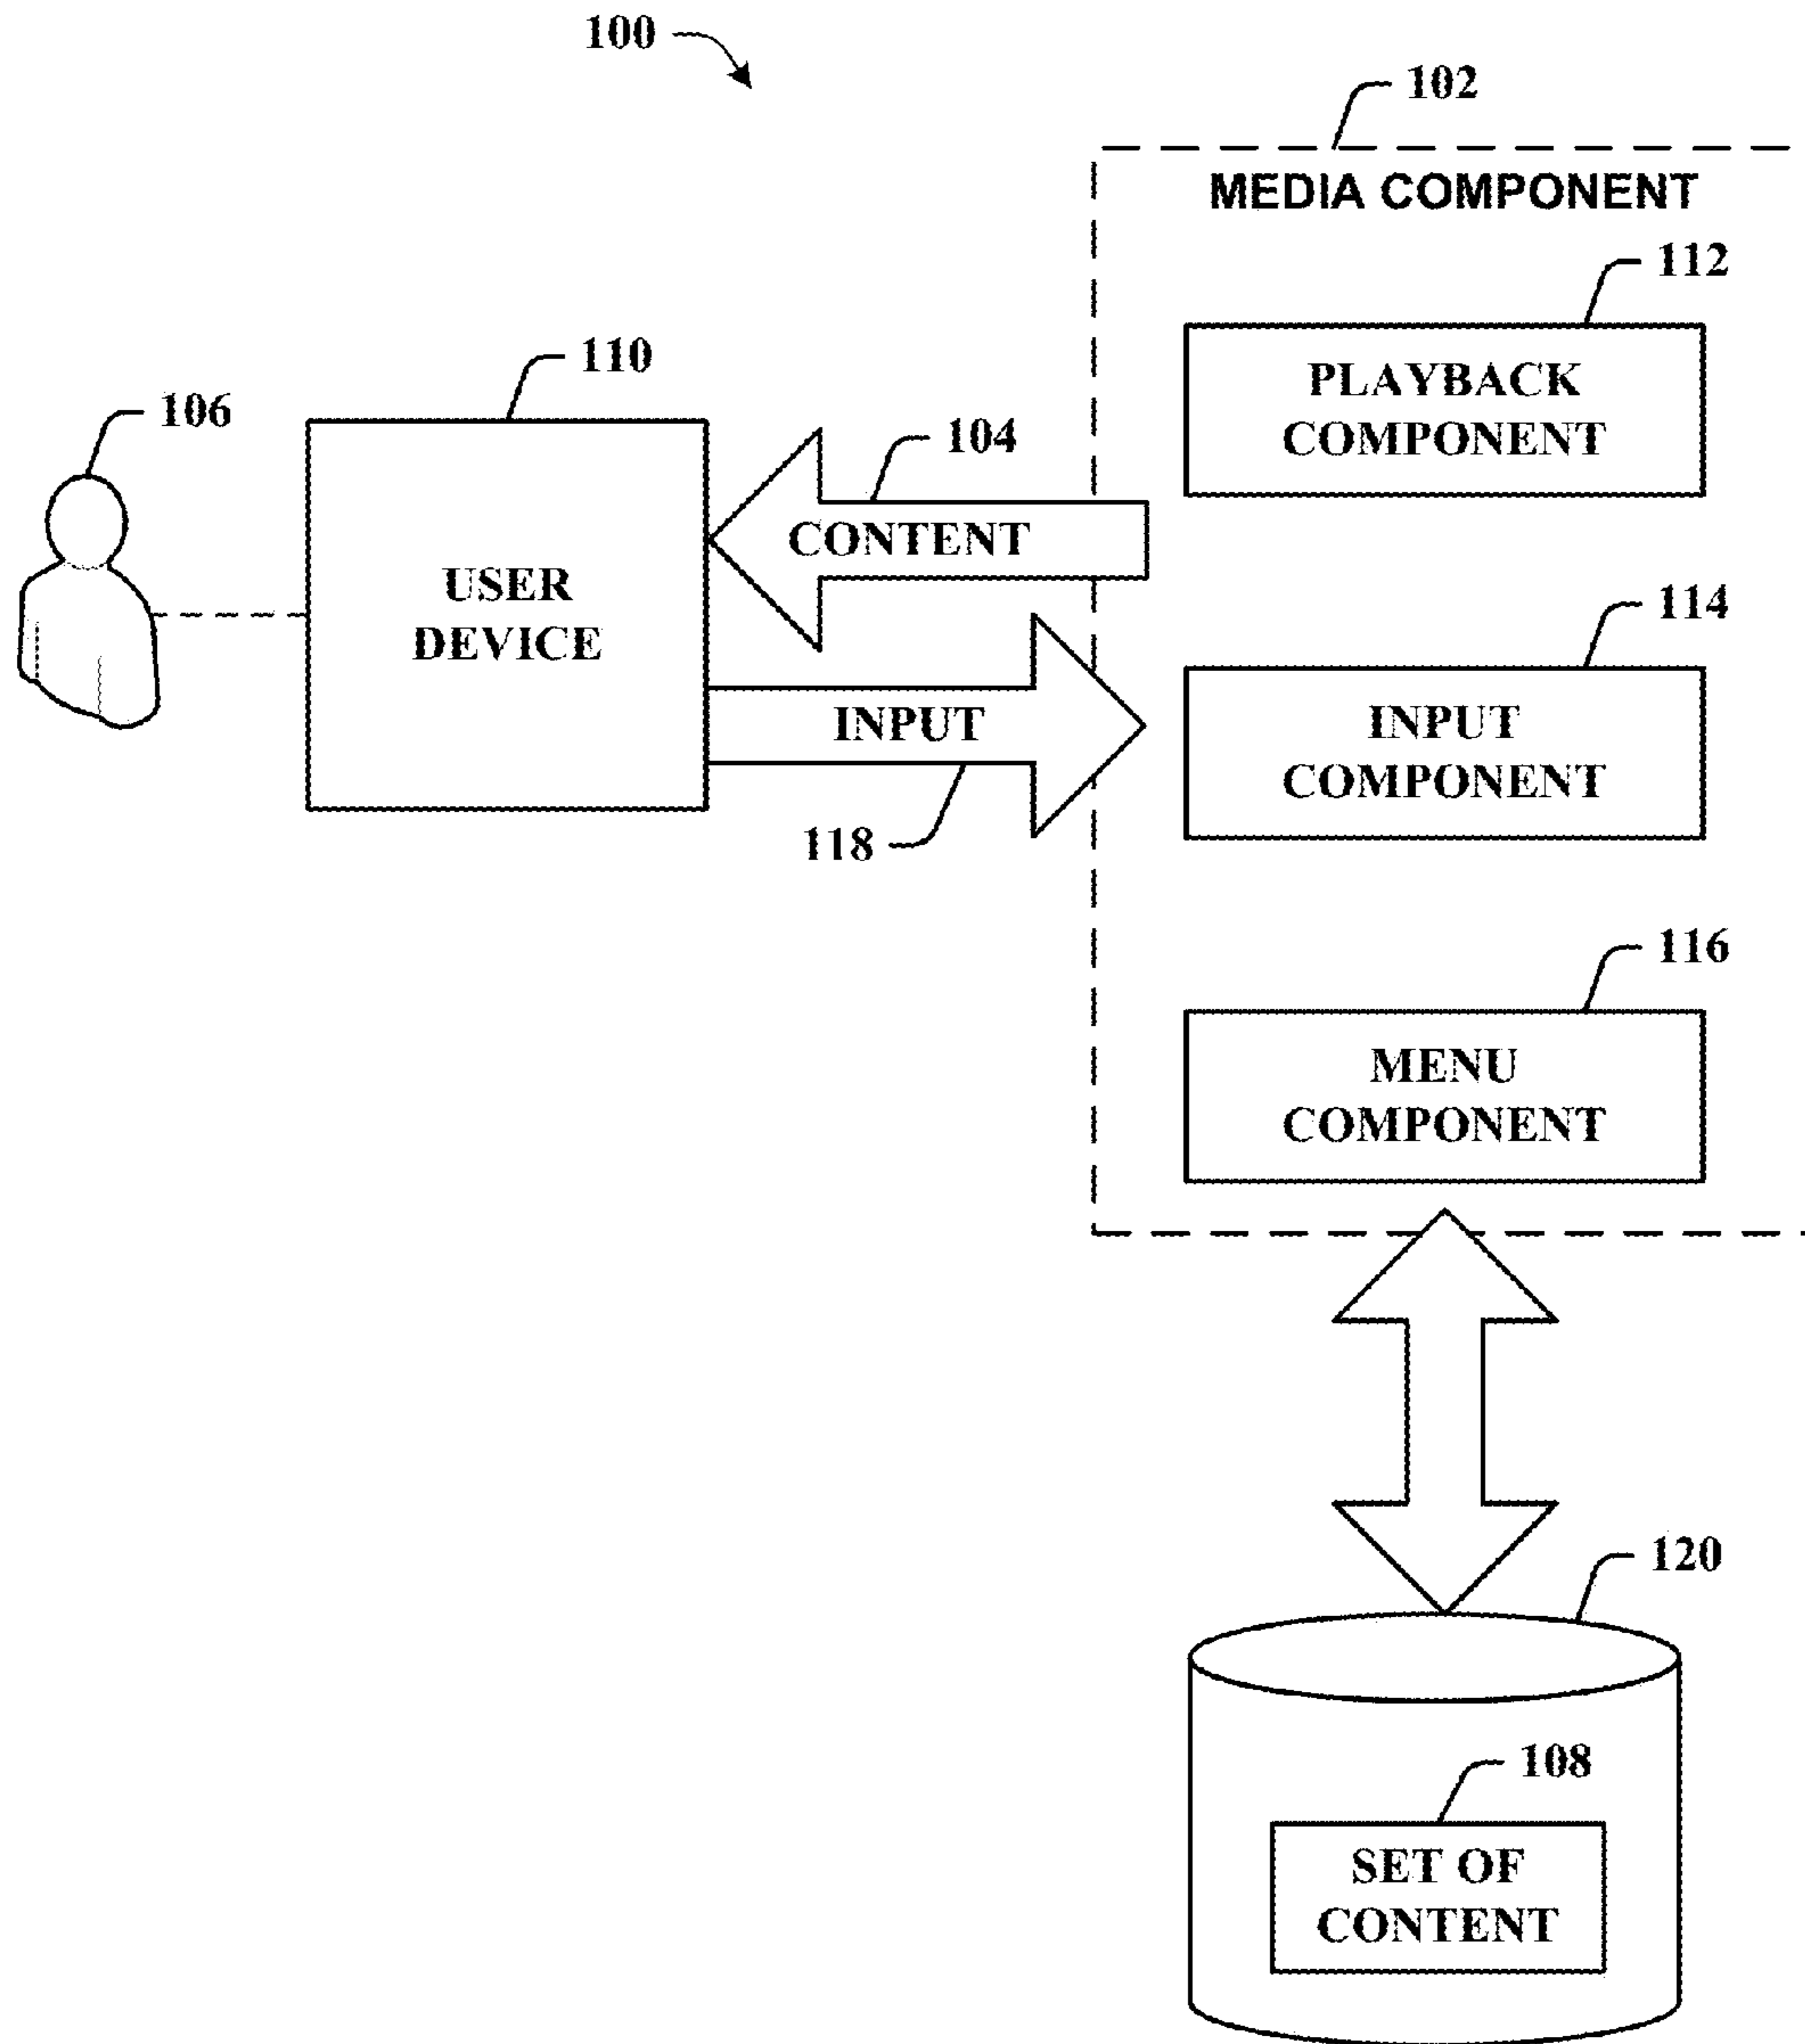 100
102
MEDIA COMPONENT
112
PLAYBACK
COMPONENT
110
106
104
CONTENT
USER
DEVICE
114
INPUT
COMPONENT
INPUT
118
116
MENU
COMPONENT
120
108
SET OF
CONTENT